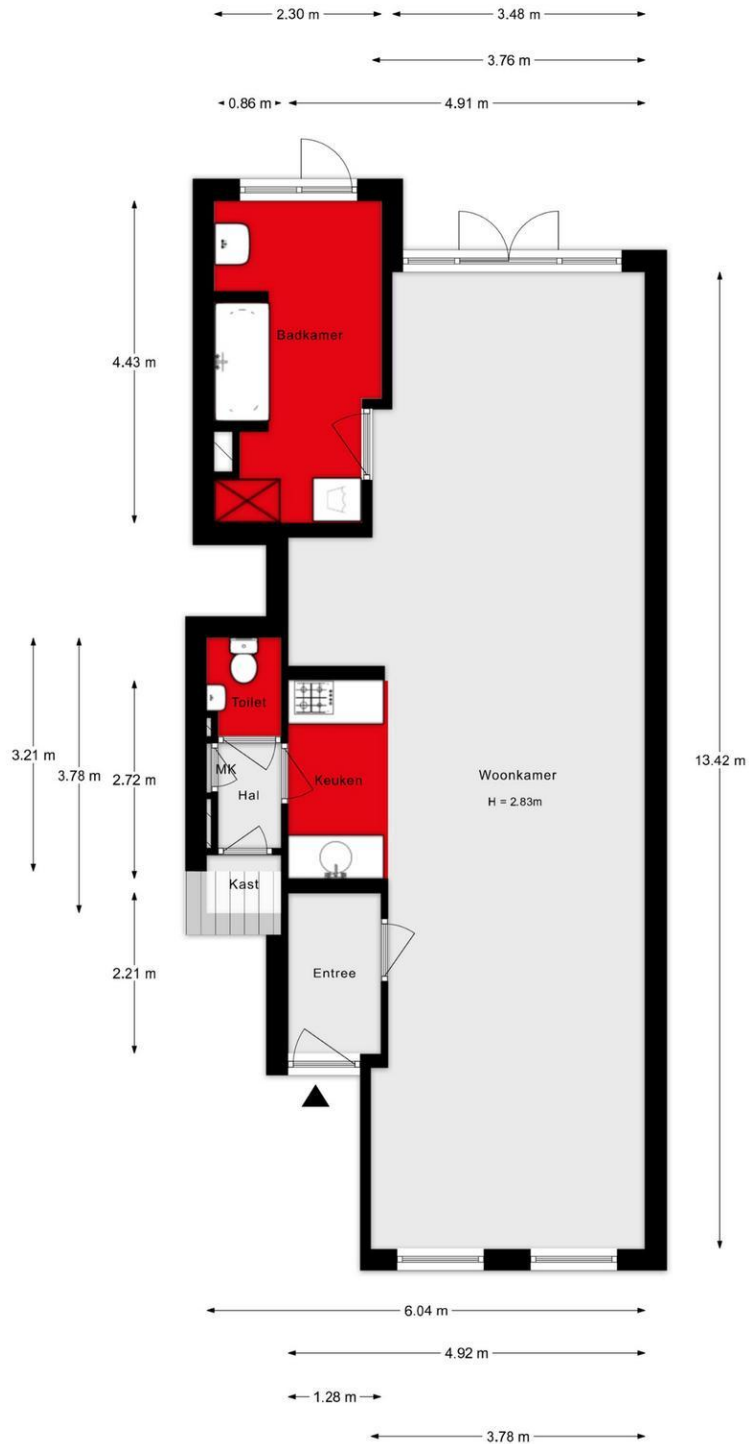 2.30 m
3.48 m
3.76 m
0.86 m
4.91 m
Badkamer
4.43 m
Toilet
3.21 m
3.78 m
2.72 m
MK
Hal
Keuken
Woonkamer
H = 2.83m
13.42 m
Kast
2.21 m
Entree
6.04 m
4.92 m
1.28 m
3.78 m